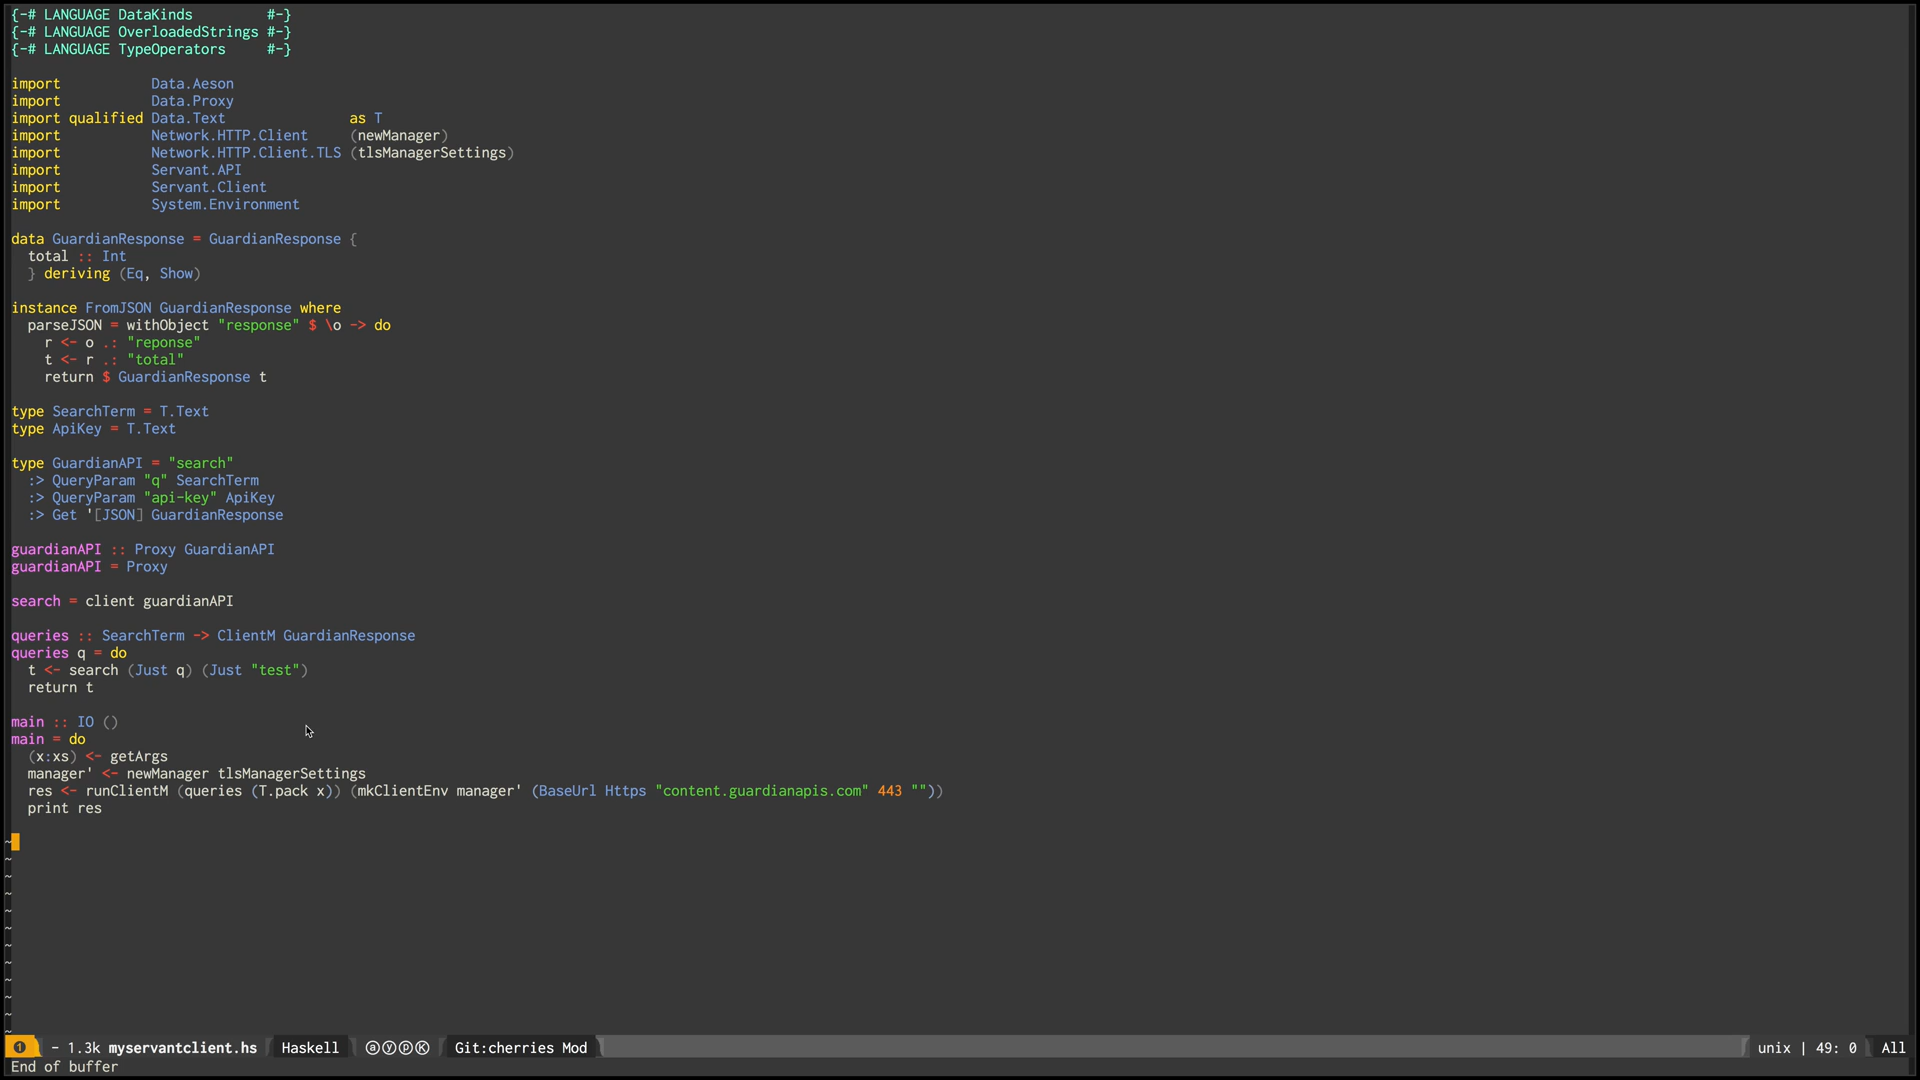 {-# LANGUAGE DataKinds         #-}
{-# LANGUAGE OverloadedStrings #-}
{-# LANGUAGE TypeOperators     #-}

import           Data.Aeson
import           Data.Proxy
import qualified Data.Text               as T
import           Network.HTTP.Client     (newManager)
import           Network.HTTP.Client.TLS (tlsManagerSettings)
import           Servant.API
import           Servant.Client
import           System.Environment

data GuardianResponse = GuardianResponse {
  total :: Int
  } deriving (Eq, Show)

instance FromJSON GuardianResponse where
  parseJSON = withObject "response" $ \o -> do
    r <- o .: "reponse"
    t <- r .: "total"
    return $ GuardianResponse t

type SearchTerm = T.Text
type ApiKey = T.Text

type GuardianAPI = "search"
  :> QueryParam "q" SearchTerm
  :> QueryParam "api-key" ApiKey
  :> Get '[JSON] GuardianResponse

guardianAPI :: Proxy GuardianAPI
guardianAPI = Proxy

search = client guardianAPI

queries :: SearchTerm -> ClientM GuardianResponse
queries q = do
  t <- search (Just q) (Just "test")
  return t

main :: IO ()
main = do
  (x:xs) <- getArgs
  manager' <- newManager tlsManagerSettings
  res <- runClientM (queries (T.pack x)) (mkClientEnv manager' (BaseUrl Https "content.guardianapis.com" 443 ""))
  print res

~
~
~
~
~
~
~
~
~
~
~
~
❶ - 1.3k myservantclient.hs Haskell ⓐⓨⓟⓀ Git:cherries Mod unix | 49: 0 All
End of buffer